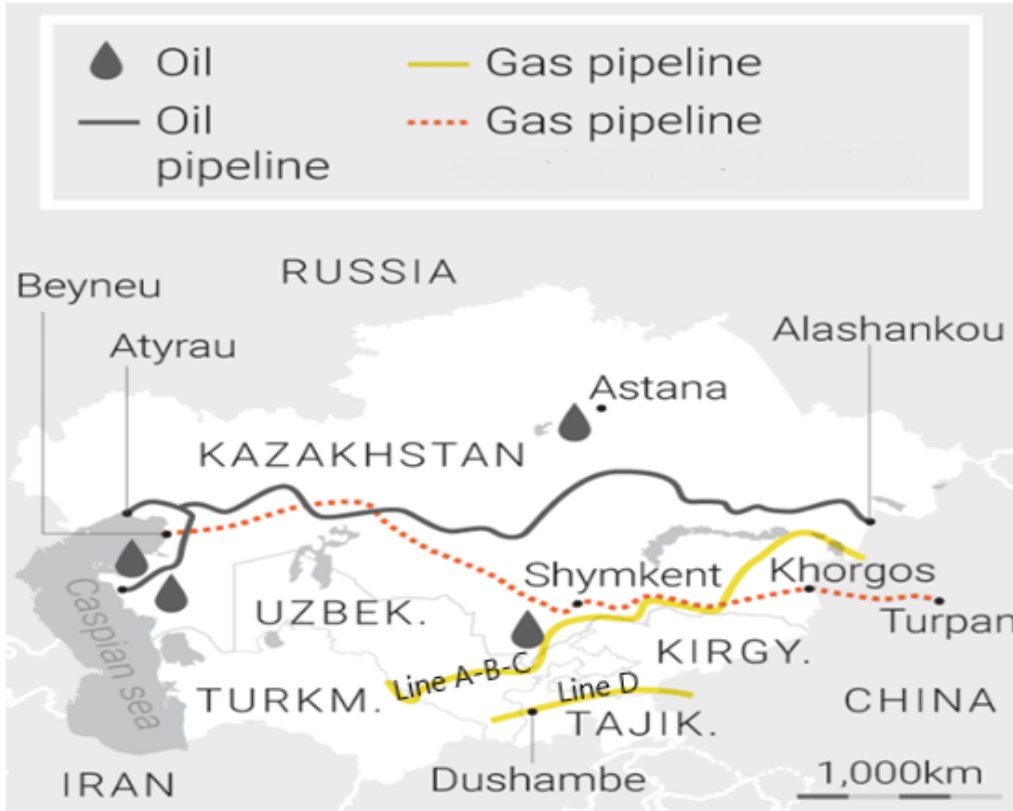 Oil
Gas pipeline
Oil
pipeline
Gas pipeline
RUSSIA
Beyneu
Alashankou
Atyrau
Astana
KAZAKHSTAN
Shymkent
Khorgos
Caspian sea
UZBEK.
Turpan
KIRGY.
Line A-B-C
Line D
TURKM.
CHINA
TAJIK.
IRAN
Dushambe
1,000km